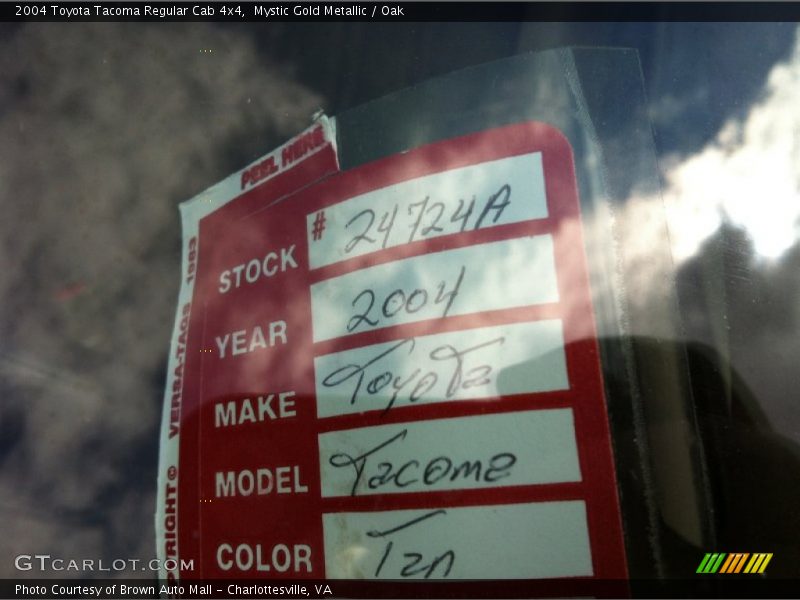 2004 Toyota Tacoma Regular Cab 4x4, Mystic Gold Metallic / Oak
PEEL HERE
STOCK # 24724A
YEAR 2004
MAKE Toyota
MODEL Tacoma
COLOR Tan
PYRIGHT © VERSA-TAGS 1983
GTCARLOT.COM
Photo Courtesy of Brown Auto Mall - Charlottesville, VA